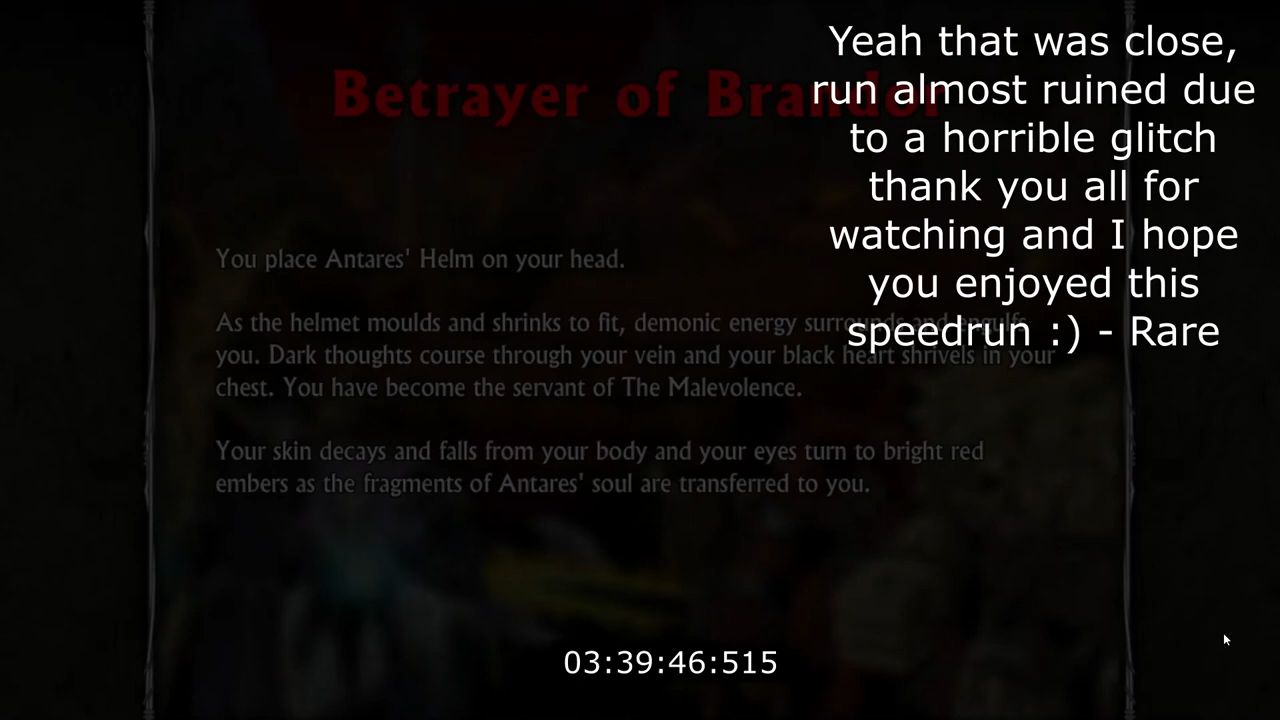 Yeah that was close,
run almost ruined due
to a horrible glitch
thank you all for
watching and I hope
you enjoyed this
speedrun :) - Rare
Betrayer of
You place Antares' Helm on your head.
As the helmet moulds and shrinks to fit, demonic energy surrounds and engulfs
you. Dark thoughts course through your vein and your black heart shrivels in your
chest. You have become the servant of The Malevolence.
Your skin decays and falls from your body and your eyes turn to bright red
embers as the fragments of Antares' soul are transferred to you.
03:39:46:515